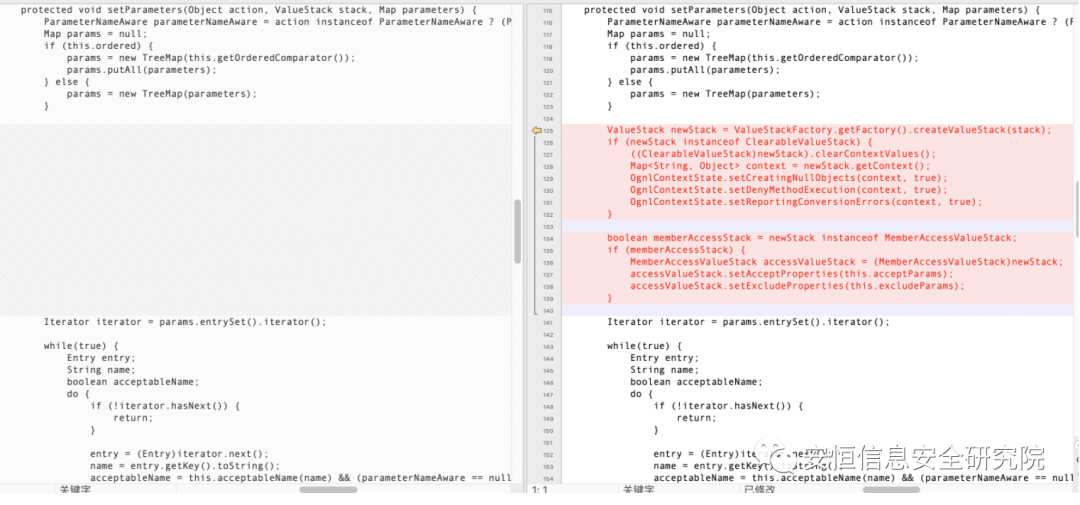 protected void setParameters(Object action, ValueStack stack, Map parameters) {
ParameterNameAware parameterNameAware = action instanceof ParameterNameAware ? (P
Map params = null;
if (this.ordered) {
params = new TreeMap(this.getOrderedComparator());
params.putAll(parameters);
} else {
params = new TreeMap(parameters);
}
Iterator iterator = params.entrySet().iterator();
while(true) {
Entry entry;
String name;
boolean acceptableName;
do {
if (!iterator.hasNext()) {
return;
}
entry = (Entry)iterator.next();
name = entry.getKey().toString();
acceptableName = this.acceptableName(name) && (parameterNameAware == null
关键字
115 protected void setParameters(Object action, ValueStack stack, Map parameters) {
116 ParameterNameAware parameterNameAware = action instanceof ParameterNameAware ? (
117 Map params = null;
118 if (this.ordered) {
119 params = new TreeMap(this.getOrderedComparator());
120 params.putAll(parameters);
121 } else {
122 params = new TreeMap(parameters);
123 }
124
125 ValueStack newStack = ValueStackFactory.getFactory().createValueStack(stack);
126 if (newStack instanceof ClearableValueStack) {
127 ((ClearableValueStack)newStack).clearContextValues();
128 Map<String, Object> context = newStack.getContext();
129 OgnlContextState.setCreatingNullObjects(context, true);
130 OgnlContextState.setDenyMethodExecution(context, true);
131 OgnlContextState.setReportingConversionErrors(context, true);
132 }
133
134 boolean memberAccessStack = newStack instanceof MemberAccessValueStack;
135 if (memberAccessStack) {
136 MemberAccessValueStack accessValueStack = (MemberAccessValueStack)newStack;
137 accessValueStack.setAcceptProperties(this.acceptParams);
138 accessValueStack.setExcludeProperties(this.excludeParams);
139 }
140
141 Iterator iterator = params.entrySet().iterator();
142
143 while(true) {
144 Entry entry;
145 String name;
146 boolean acceptableName;
147 do {
148 if (!iterator.hasNext()) {
149 return;
150 }
151
152 entry = (Entry)iterator
153 name = entry.getKey
154 acceptableName = this.acceptableName(name) && (parameterNameAware == null
1: 1 关键字 已修改
安恒信息安全研究院